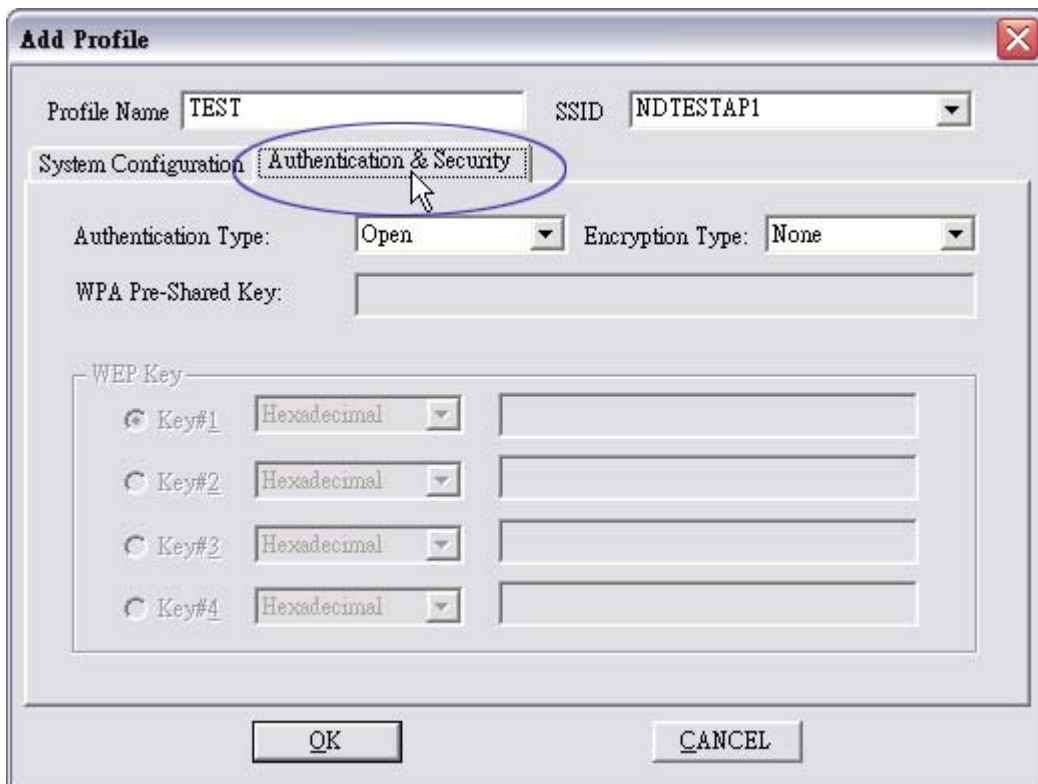 Add Profile
Profile Name TEST SSID NDTESTAP1
System Configuration Authentication & Security
Authentication Type: Open Encryption Type: None
WPA Pre-Shared Key:
WEP Key
Key#1 Hexadecimal
Key#2 Hexadecimal
Key#3 Hexadecimal
Key#4 Hexadecimal
OK CANCEL